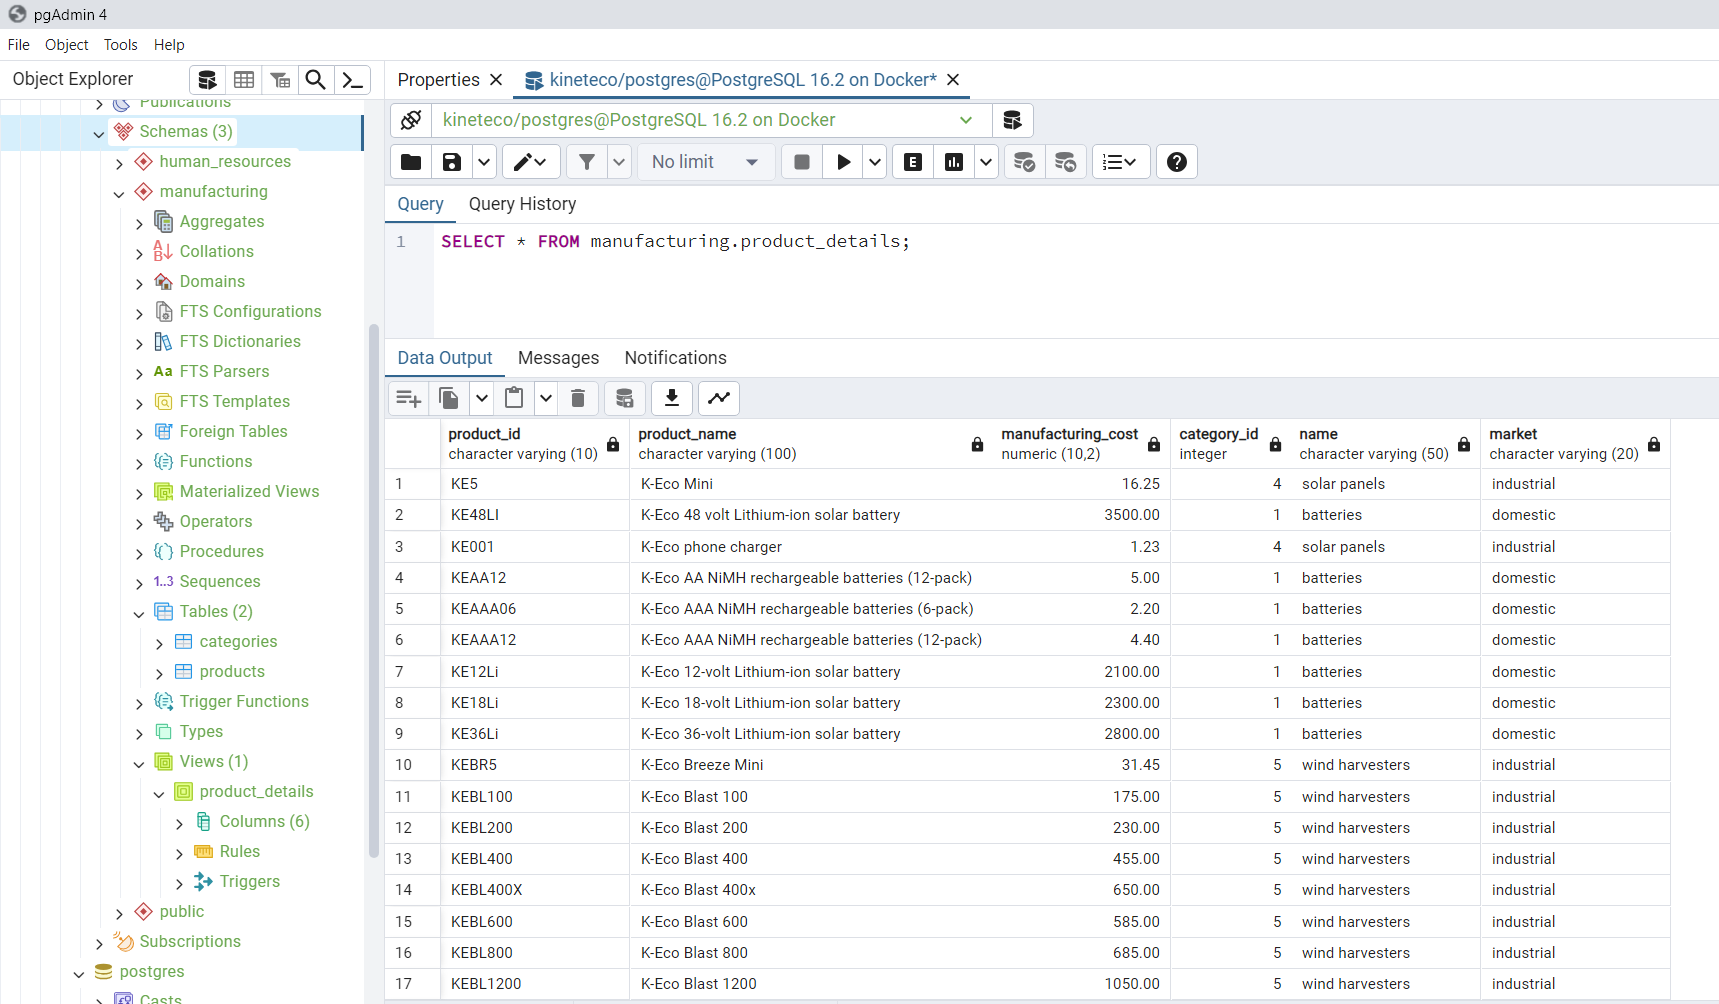 pgAdmin 4
File Object Tools Help
Object Explorer
Properties
kineteco/postgres@PostgreSQL 16.2 on Docker*
Publications
Schemas (3)
human_resources
manufacturing
Aggregates
Collations
Domains
FTS Configurations
FTS Dictionaries
Aa FTS Parsers
FTS Templates
Foreign Tables
Functions
Materialized Views
Operators
Procedures
1..3 Sequences
Tables (2)
categories
products
Trigger Functions
Types
Views (1)
product_details
Columns (6)
Rules
Triggers
public
Subscriptions
postgres
Casts
kineteco/postgres@PostgreSQL 16.2 on Docker
No limit
E
Query Query History
1 SELECT * FROM manufacturing.product_details;
Data Output Messages Notifications
product_id product_name manufacturing_cost category_id name market
character varying (10) character varying (100) numeric (10,2) integer character varying (50) character varying (20)
1 KE5 K-Eco Mini 16.25 4 solar panels industrial
2 KE48LI K-Eco 48 volt Lithium-ion solar battery 3500.00 1 batteries domestic
3 KE001 K-Eco phone charger 1.23 4 solar panels industrial
4 KEAA12 K-Eco AA NiMH rechargeable batteries (12-pack) 5.00 1 batteries domestic
5 KEAAA06 K-Eco AAA NiMH rechargeable batteries (6-pack) 2.20 1 batteries domestic
6 KEAAA12 K-Eco AAA NiMH rechargeable batteries (12-pack) 4.40 1 batteries domestic
7 KE12Li K-Eco 12-volt Lithium-ion solar battery 2100.00 1 batteries domestic
8 KE18Li K-Eco 18-volt Lithium-ion solar battery 2300.00 1 batteries domestic
9 KE36Li K-Eco 36-volt Lithium-ion solar battery 2800.00 1 batteries domestic
10 KEBR5 K-Eco Breeze Mini 31.45 5 wind harvesters industrial
11 KEBL100 K-Eco Blast 100 175.00 5 wind harvesters industrial
12 KEBL200 K-Eco Blast 200 230.00 5 wind harvesters industrial
13 KEBL400 K-Eco Blast 400 455.00 5 wind harvesters industrial
14 KEBL400X K-Eco Blast 400x 650.00 5 wind harvesters industrial
15 KEBL600 K-Eco Blast 600 585.00 5 wind harvesters industrial
16 KEBL800 K-Eco Blast 800 685.00 5 wind harvesters industrial
17 KEBL1200 K-Eco Blast 1200 1050.00 5 wind harvesters industrial